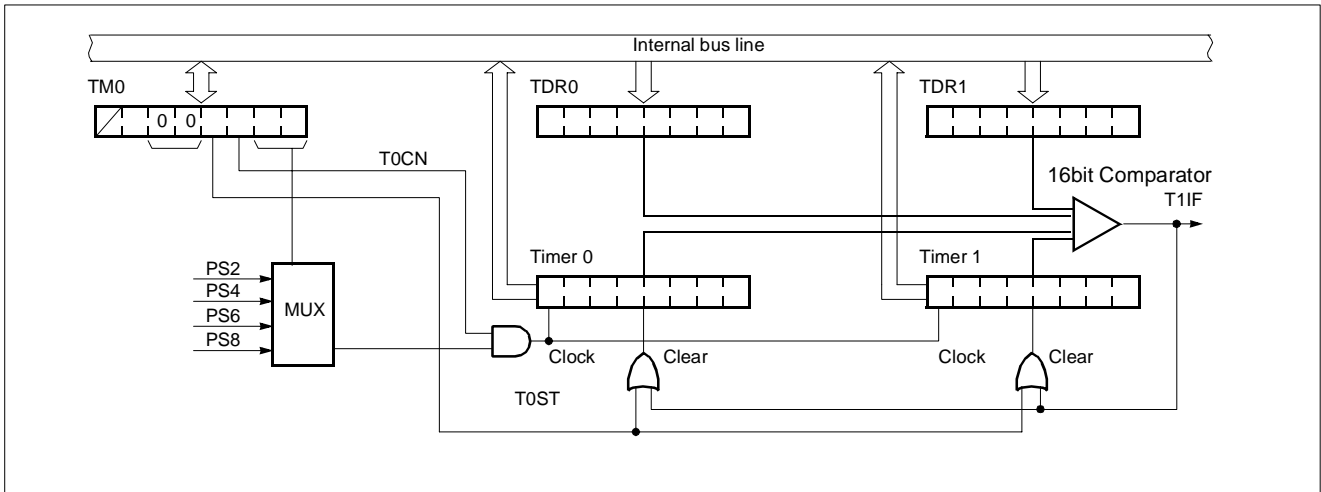 Internal bus line
TM0
TDR0
TDR1
0 0
T0CN
16bit Comparator
T1IF
Timer 0
Timer 1
PS2
PS4
PS6
PS8
MUX
Clock
Clear
Clock
Clear
T0ST